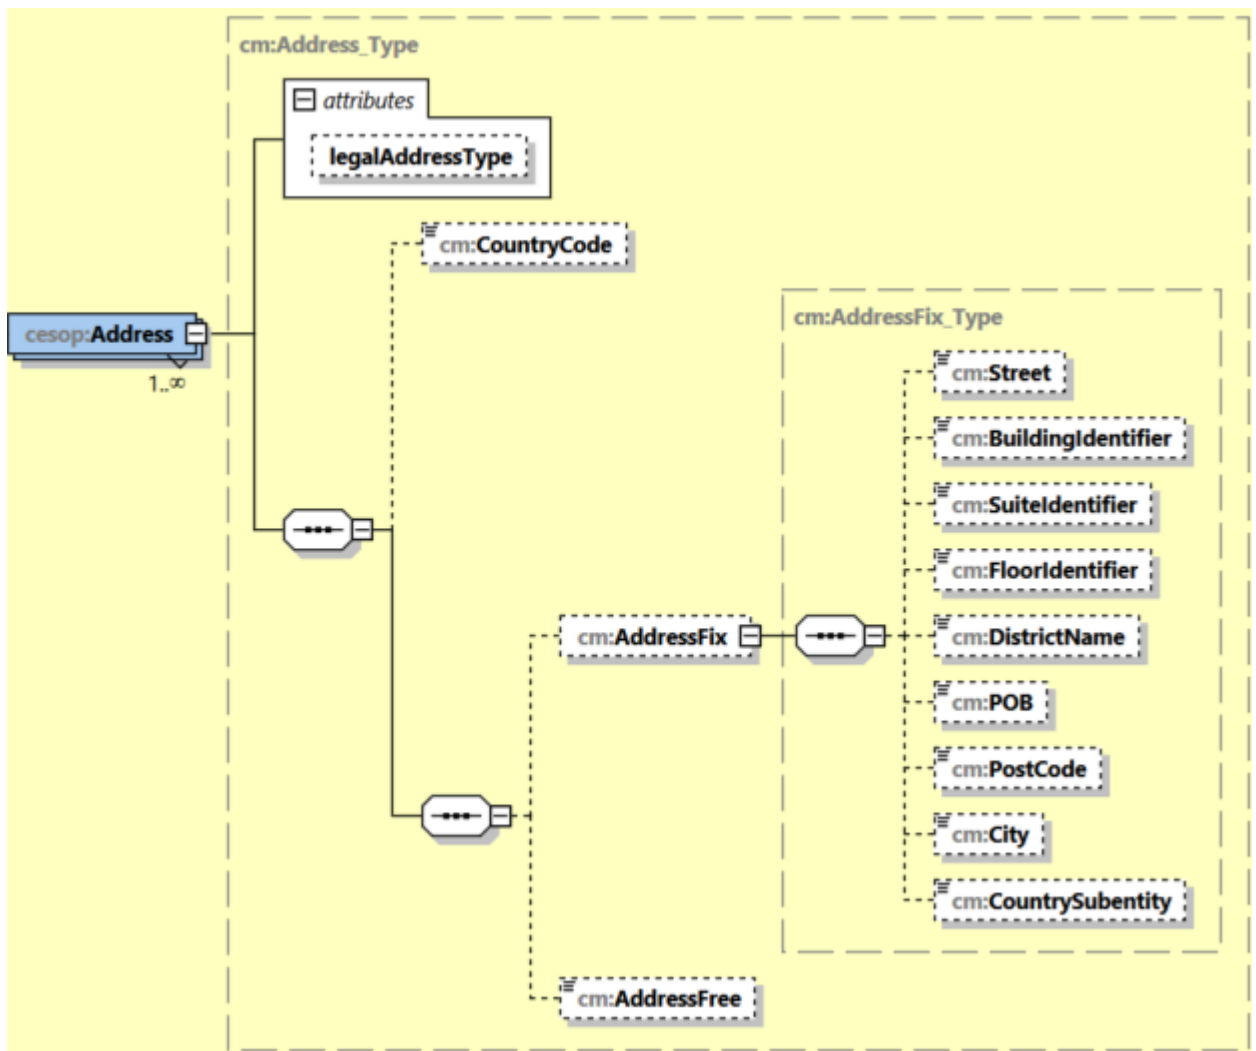 cm:Address_Type
attributes
legalAddressType
cm:CountryCode
cesop:Address
1..∞
cm:AddressFix_Type
cm:Street
cm:BuildingIdentifier
cm:SuiteIdentifier
cm:FloorIdentifier
cm:AddressFix
cm:DistrictName
cm:POB
cm:PostCode
cm:City
cm:CountrySubentity
cm:AddressFree